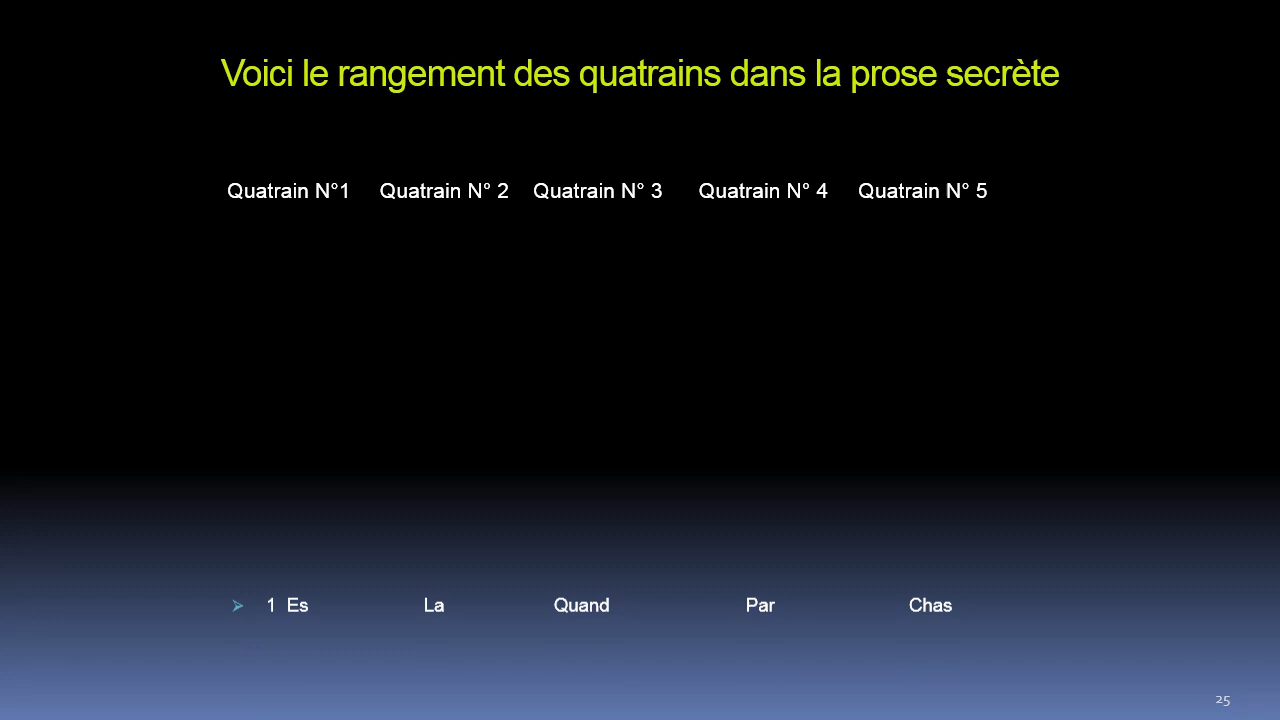 Voici le rangement des quatrains dans la prose secrète
Quatrain N°1 Quatrain N° 2 Quatrain N° 3 Quatrain N° 4 Quatrain N° 5
1 Es La Quand Par Chas
25